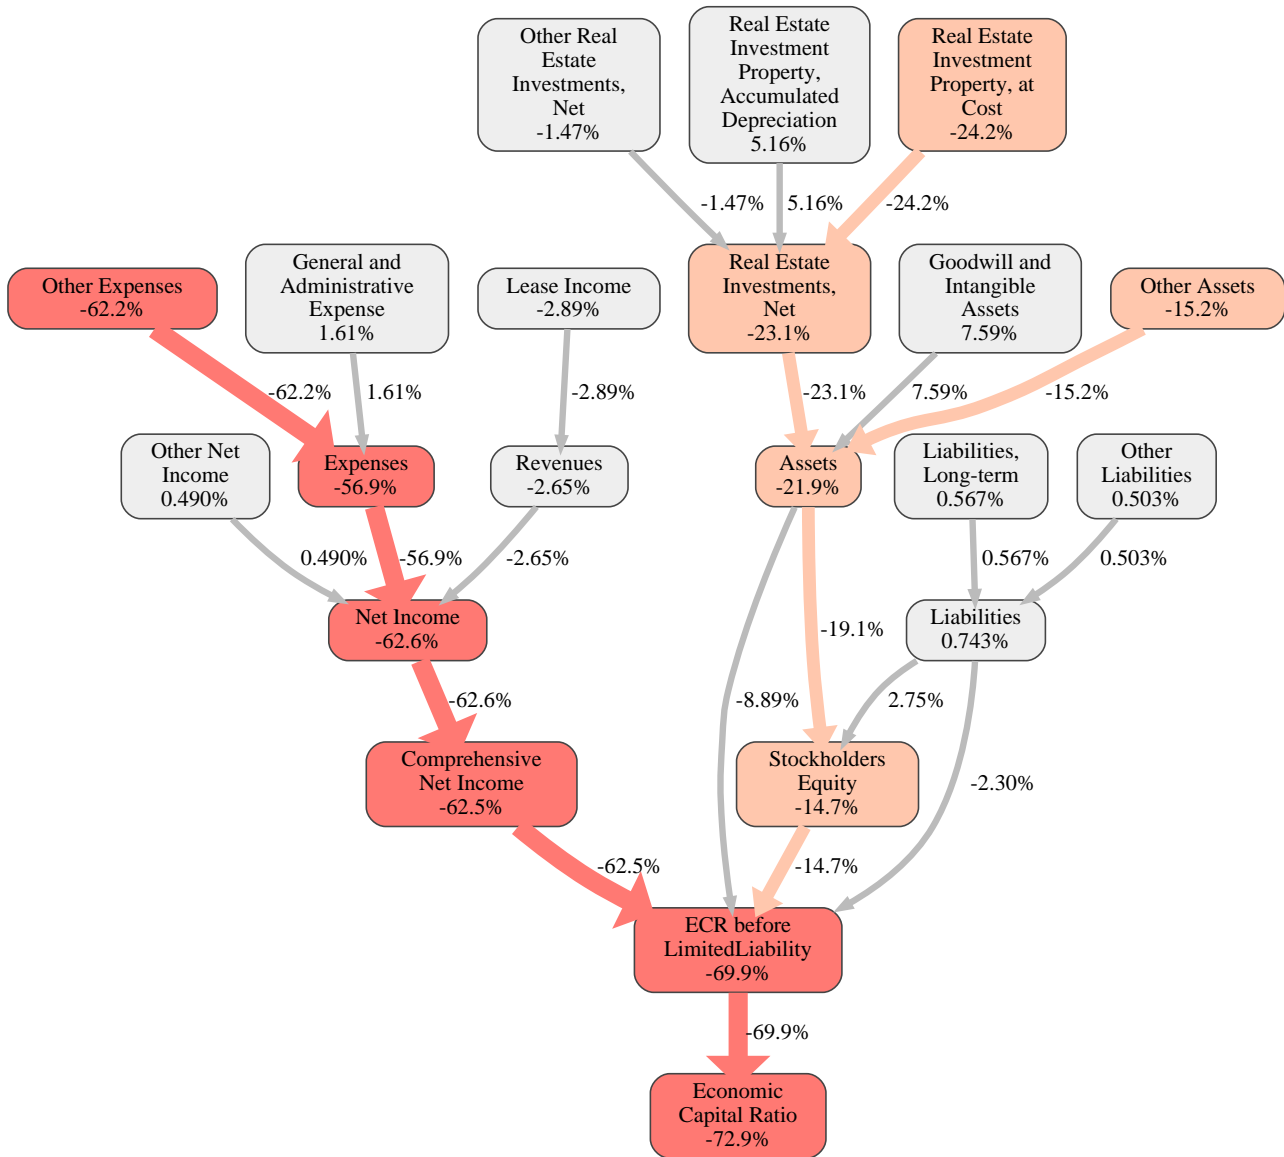 Other Real
Estate
Investments,
Net
-1.47%
Real Estate
Investment
Property,
Accumulated
Depreciation
5.16%
Real Estate
Investment
Property, at
Cost
-24.2%
-1.47%
5.16%
-24.2%
Other Expenses
-62.2%
General and
Administrative
Expense
1.61%
Lease Income
-2.89%
Real Estate
Investments,
Net
-23.1%
Goodwill and
Intangible
Assets
7.59%
Other Assets
-15.2%
-62.2%
1.61%
-2.89%
-23.1%
7.59%
-15.2%
Other Net
Income
0.490%
Expenses
-56.9%
Revenues
-2.65%
Assets
-21.9%
Liabilities,
Long-term
0.567%
Other
Liabilities
0.503%
0.490%
-56.9%
-2.65%
0.567%
0.503%
Net Income
-62.6%
-19.1%
Liabilities
0.743%
-62.6%
-8.89%
2.75%
Comprehensive
Net Income
-62.5%
Stockholders
Equity
-14.7%
-2.30%
-62.5%
-14.7%
ECR before
LimitedLiability
-69.9%
-69.9%
Economic
Capital Ratio
-72.9%